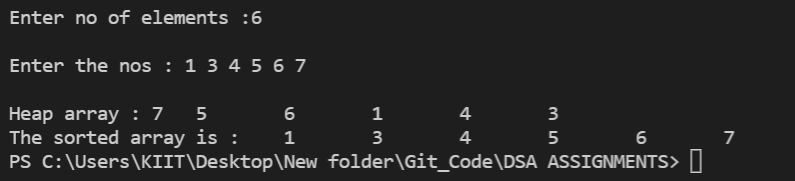 Enter no of elements :6
Enter the nos : 1 3 4 5 6 7
Heap array : 7 5 6 1 4 3
The sorted array is : 1 3 4 5 6 7
PS C:\Users\KIIT\Desktop\New folder\Git_Code\DSA ASSIGNMENTS>